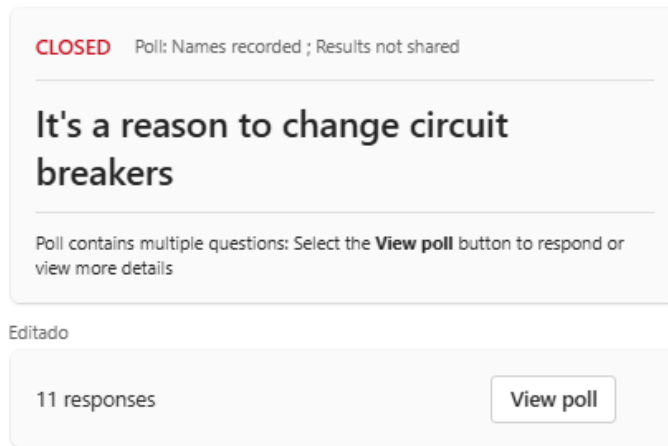 CLOSED Poll: Names recorded ; Results not shared
It's a reason to change circuit
breakers
Poll contains multiple questions: Select the View poll button to respond or
view more details
Editado
11 responses View poll